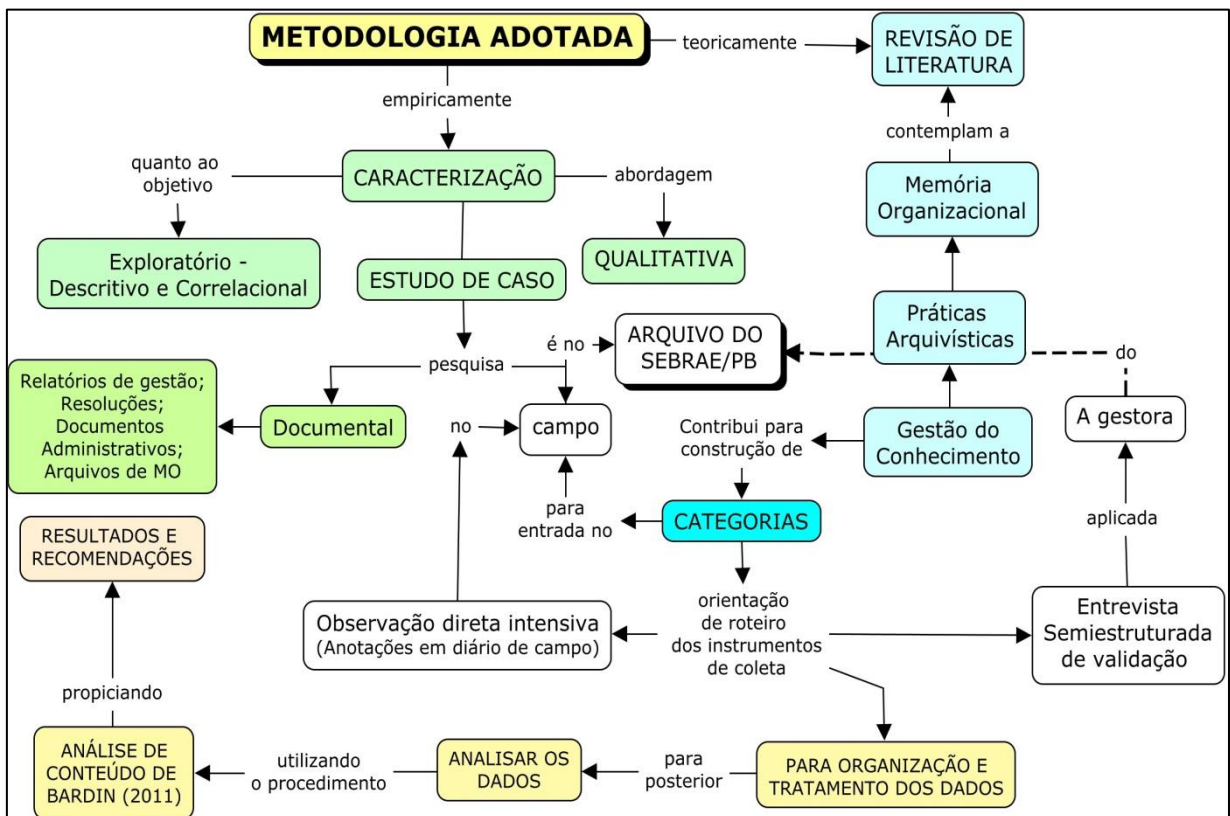 METODOLOGIA ADOTADA
teoricamente
REVISÃO DE
LITERATURA
empiricamente
contemplam a
quanto ao
objetivo
CARACTERIZAÇÃO
abordagem
Memória
Organizacional
Exploratório -
Descritivo e Correlacional
QUALITATIVA
ESTUDO DE CASO
Práticas
Arquivísticas
é no
ARQUIVO DO
SEBRAE/PB
do
pesquisa
Relatórios de gestão;
Resoluções;
Documentos
Administrativos;
Arquivos de MO
Documental
no
campo
Contribui para
construção de
Gestão do
Conhecimento
A gestora
para
entrada no
CATEGORIAS
aplicada
RESULTADOS E
RECOMENDAÇÕES
Observação direta intensiva
(Anotações em diário de campo)
orientação
de roteiro
dos instrumentos
de coleta
Entrevista
Semiestruturada
de validação
propiciando
ANÁLISE DE
CONTEÚDO DE
BARDIN (2011)
utilizando
o procedimento
ANALISAR OS
DADOS
para
posterior
PARA ORGANIZAÇÃO E
TRATAMENTO DOS DADOS